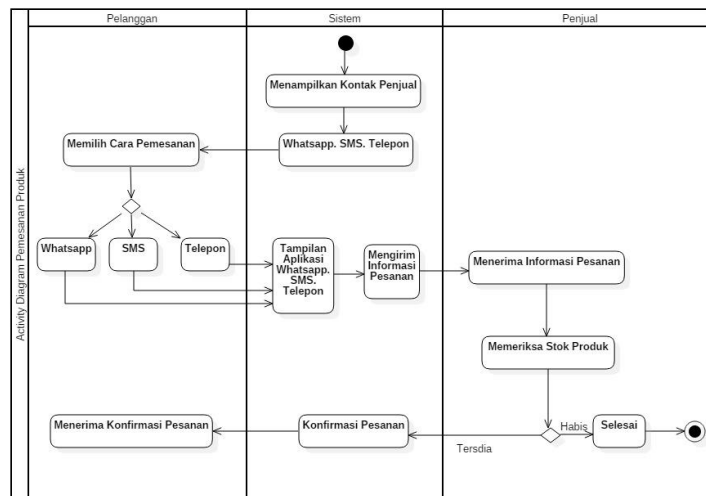 Activity Diagram Pemesanan Produk
Pelanggan
Sistem
Penjual
Menampilkan Kontak Penjual
Whatsapp. SMS. Telepon
Memilih Cara Pemesanan
Whatsapp
SMS
Telepon
Tampilan
Aplikasi
Whatsapp.
SMS.
Telepon
Mengirim
Informasi
Pesanan
Menerima Informasi Pesanan
Memeriksa Stok Produk
Habis
Selesai
Tersdia
Konfirmasi Pesanan
Menerima Konfirmasi Pesanan